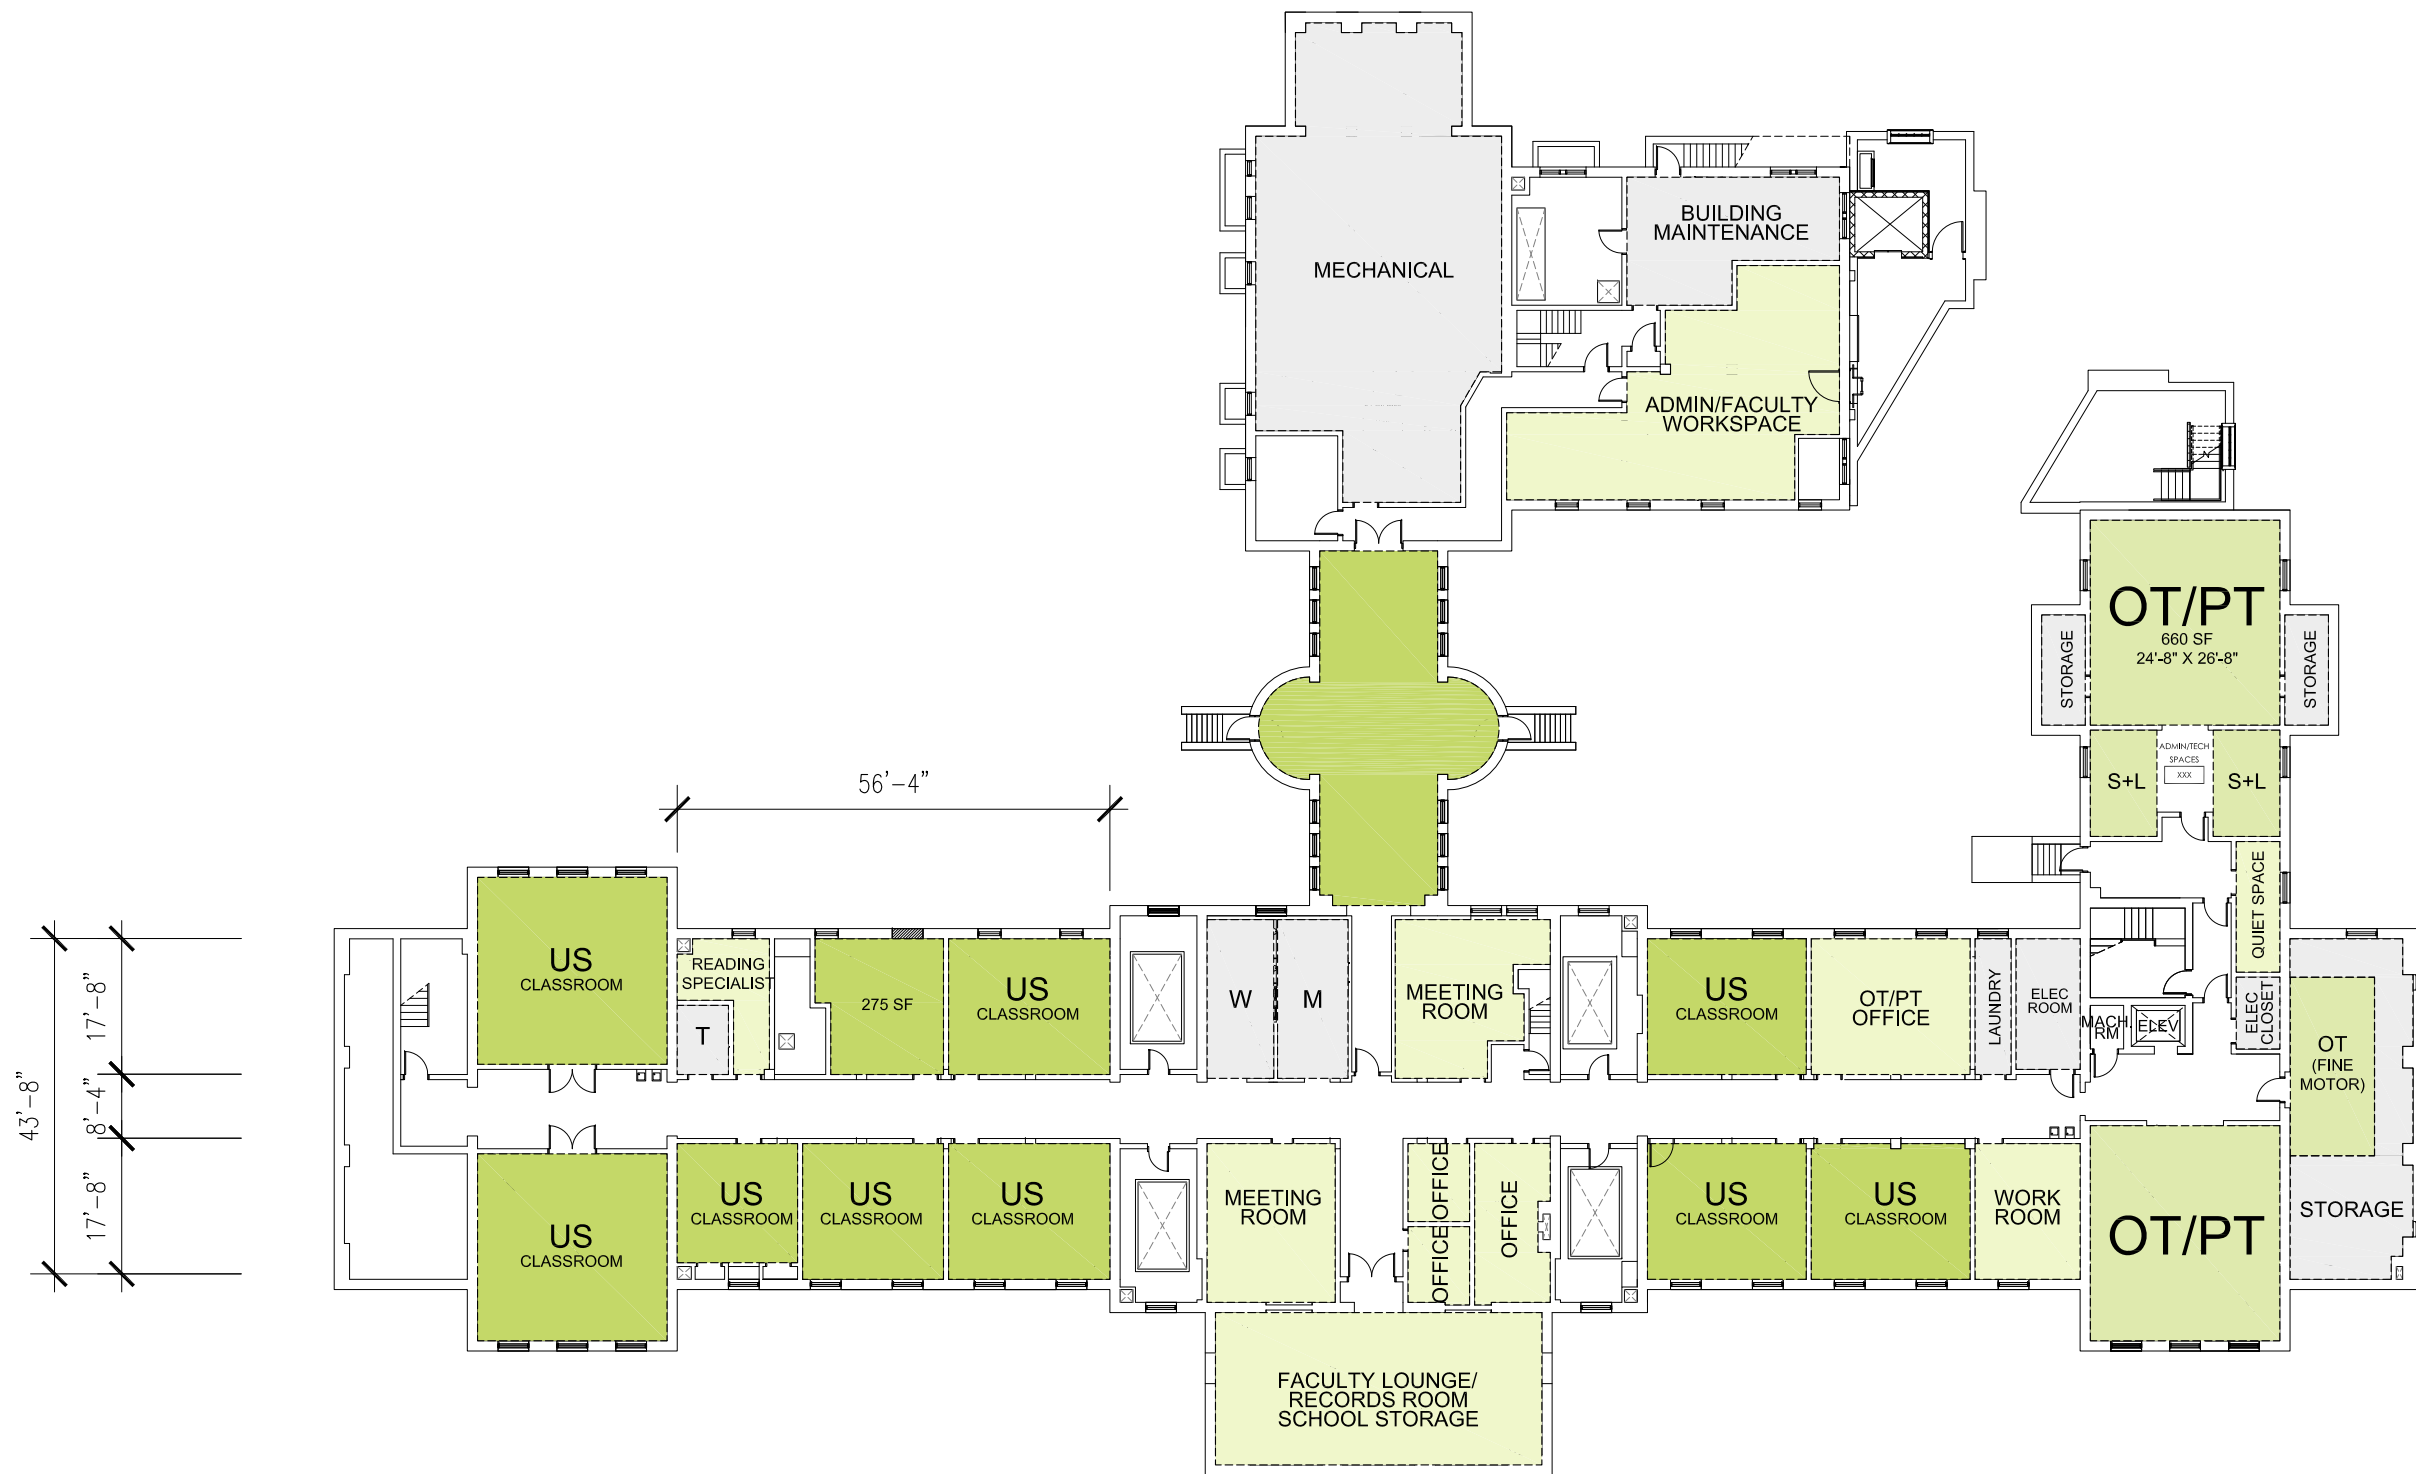 MECHANICAL
BUILDING
MAINTENANCE
ADMIN/FACULTY
WORKSPACE
N
OT/PT
660 SF
24'-8" X 26'-8"
STORAGE
STORAGE
S+L
ADMIN/TECH
SPACES
XXX
S+L
56'-4"
QUIET SPACE
43'-8"
17'-8"
8'-4"
17'-8"
US
CLASSROOM
READING
SPECIALIST
T
275 SF
US
CLASSROOM
W
M
MEETING
ROOM
US
CLASSROOM
OT/PT
OFFICE
LAUNDRY
ELEC
ROOM
MACH.
RM
ELEV
ELEC
CLOSET
OT
(FINE
MOTOR)
US
CLASSROOM
US
CLASSROOM
US
CLASSROOM
US
CLASSROOM
MEETING
ROOM
OFFICE
OFFICE
OFFICE
US
CLASSROOM
US
CLASSROOM
WORK
ROOM
OT/PT
STORAGE
FACULTY LOUNGE/
RECORDS ROOM
SCHOOL STORAGE